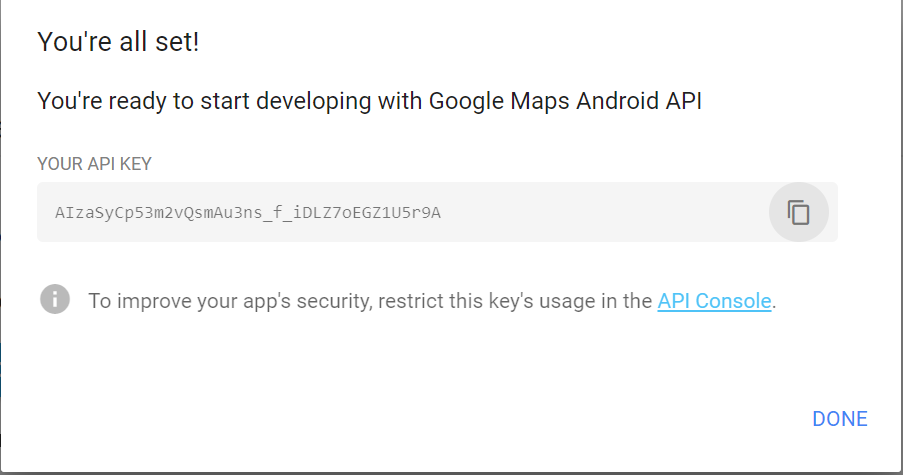 You're all set!
You're ready to start developing with Google Maps Android API
YOUR API KEY
AIzaSyCp53m2vQsmAu3ns_f_iDLZ7oEGZ1U5r9A
To improve your app's security, restrict this key's usage in the API Console.
DONE